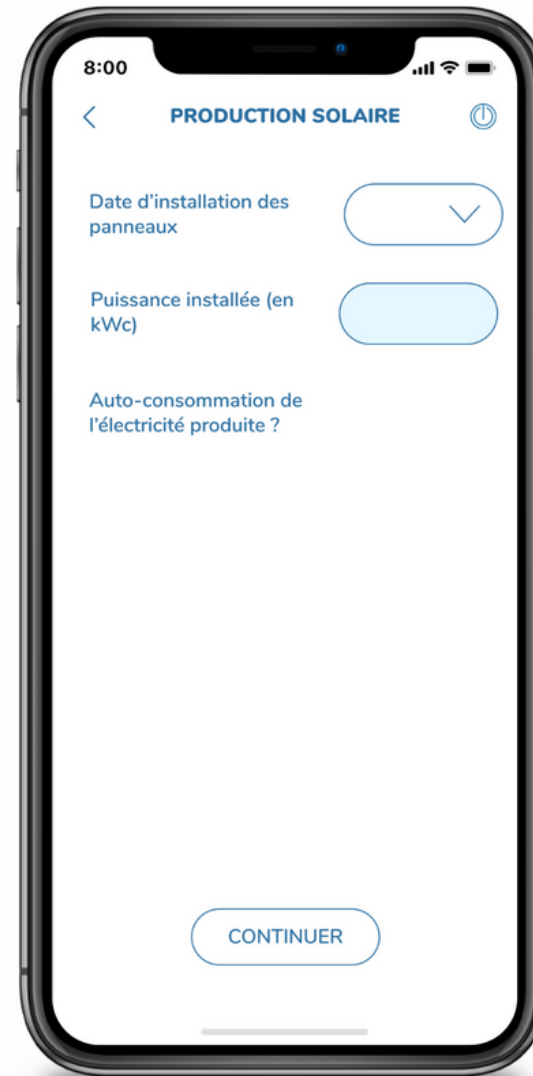 8:00
PRODUCTION SOLAIRE
Date d'installation des
panneaux
Puissance installée (en
kWc)
Auto-consommation de
l'électricité produite ?
CONTINUER